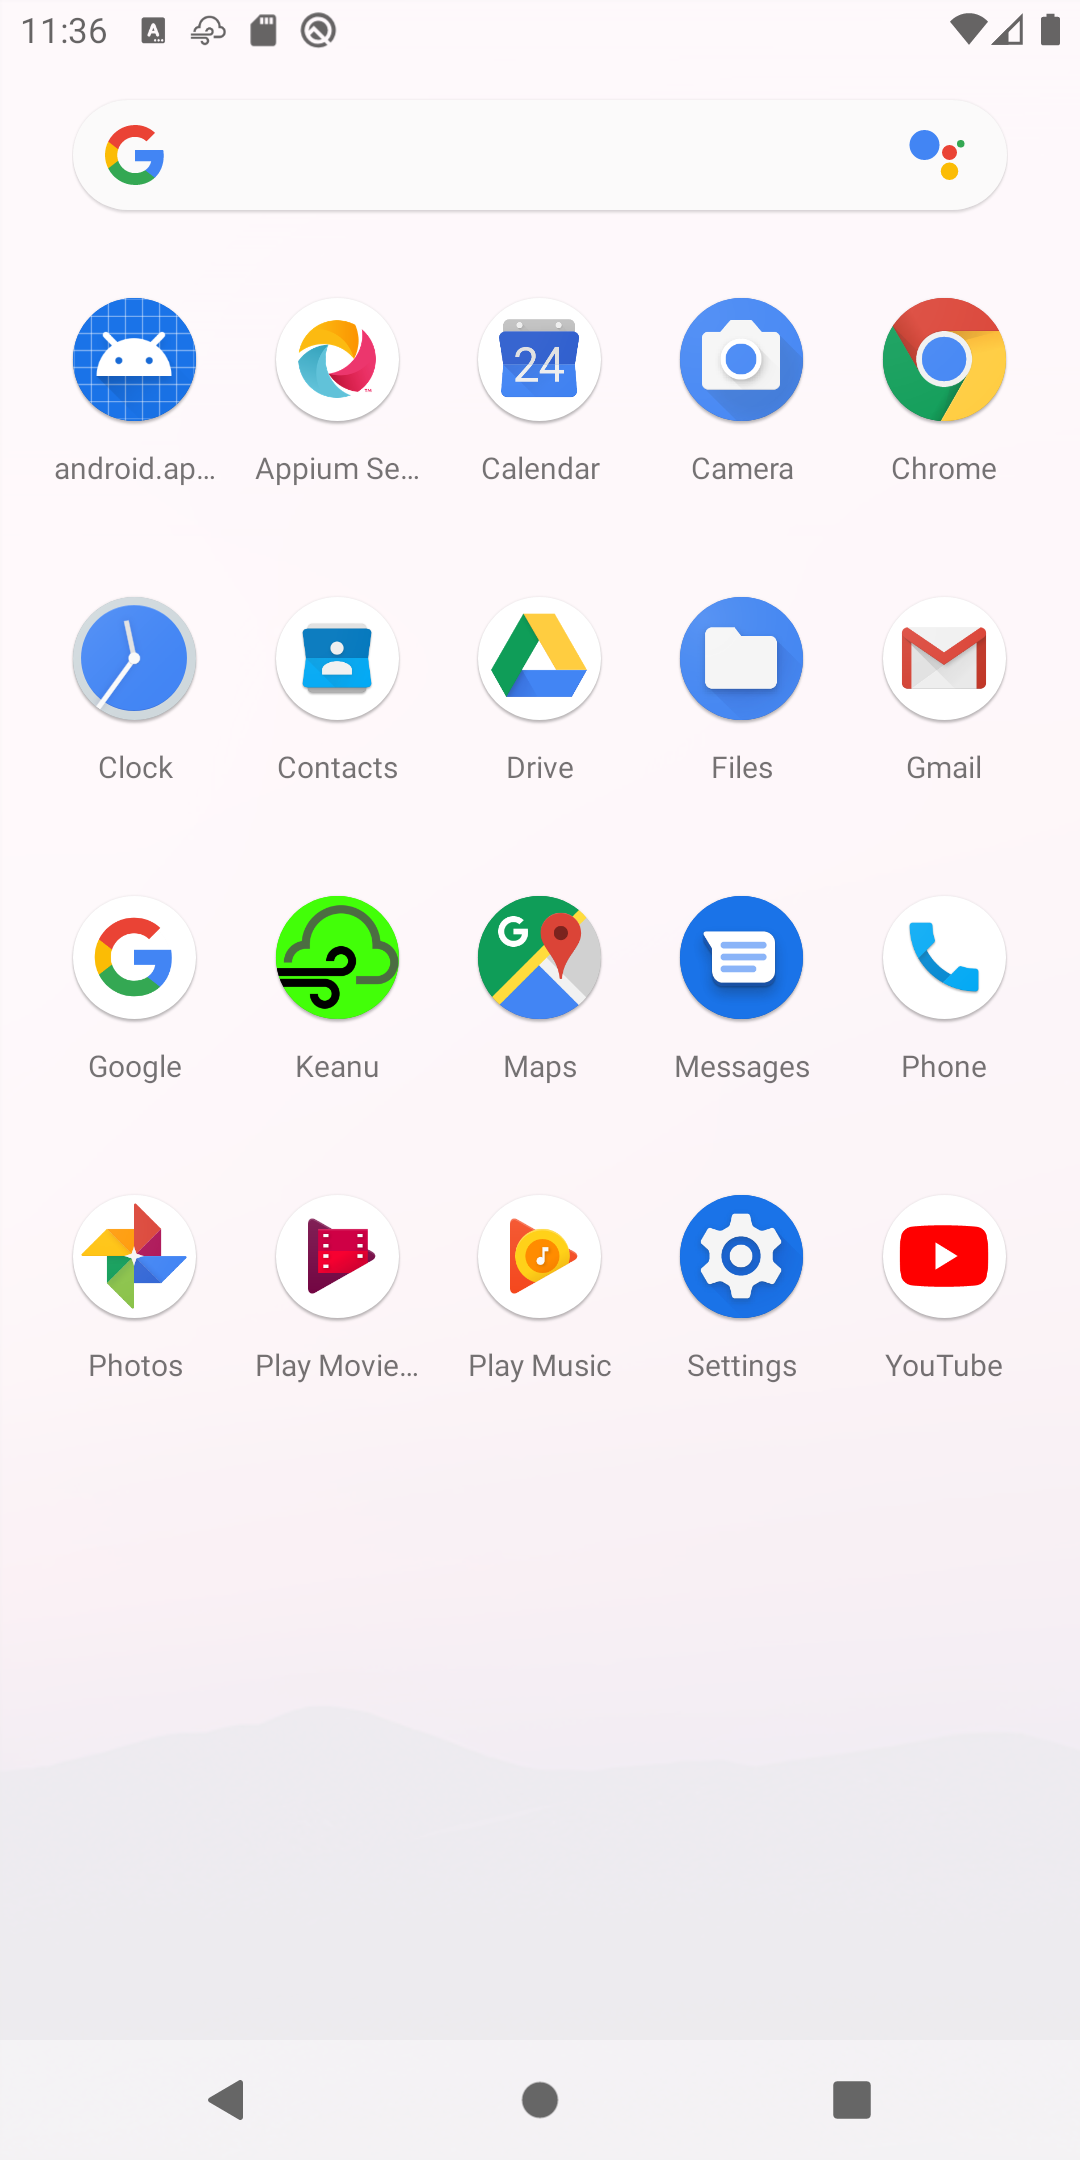 11:36
android.ap... Appium Se... Calendar Camera Chrome
Clock Contacts Drive Files Gmail
Google Keanu Maps Messages Phone
Photos Play Movie... Play Music Settings YouTube
24